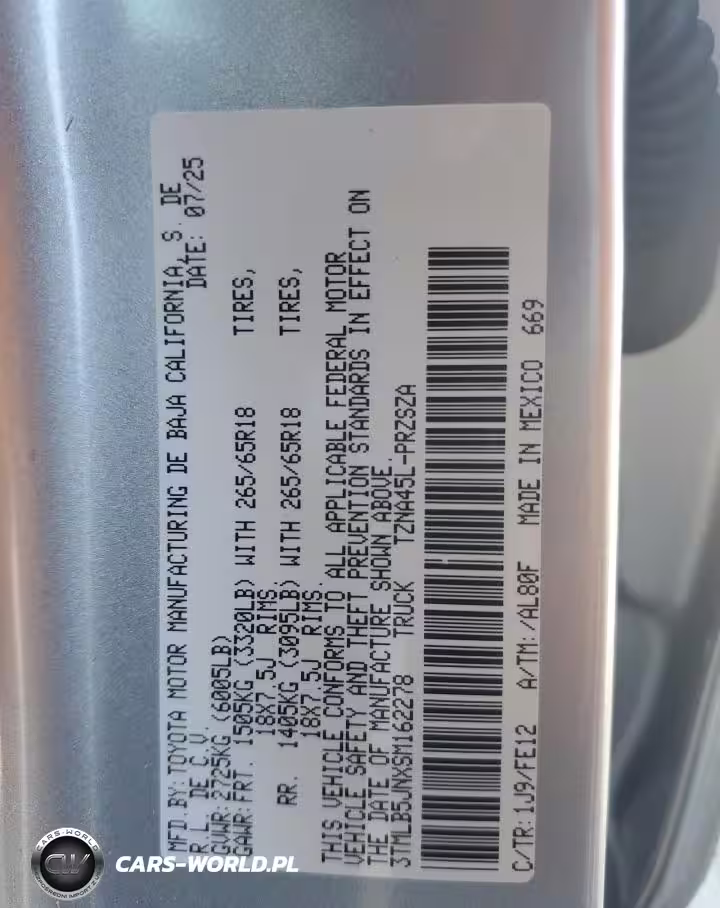 MFD.BY:TOYOTA MOTOR MANUFACTURING DE BAJA CALIFORNIA, S. DE
R.L. DE C.V. DATE: 07/25
GVWR:2725KG (6005LB)
GAWR:FRT. 1505KG (3320LB) WITH 265/65R18 TIRES,
18X7.5J RIMS.
RR. 1405KG (3095LB) WITH 265/65R18 TIRES,
18X7.5J RIMS.
THIS VEHICLE CONFORMS TO ALL APPLICABLE FEDERAL MOTOR
VEHICLE SAFETY AND THEFT PREVENTION STANDARDS IN EFFECT ON
THE DATE OF MANUFACTURE SHOWN ABOVE.
3TMLB5JNXSM162278 TRUCK TZNA45L-PRZSZA
C/TR:1J9/FE12 A/TM:/AL80F MADE IN MEXICO 669
CARS-WORLD
CW
CARS-WORLD.PL